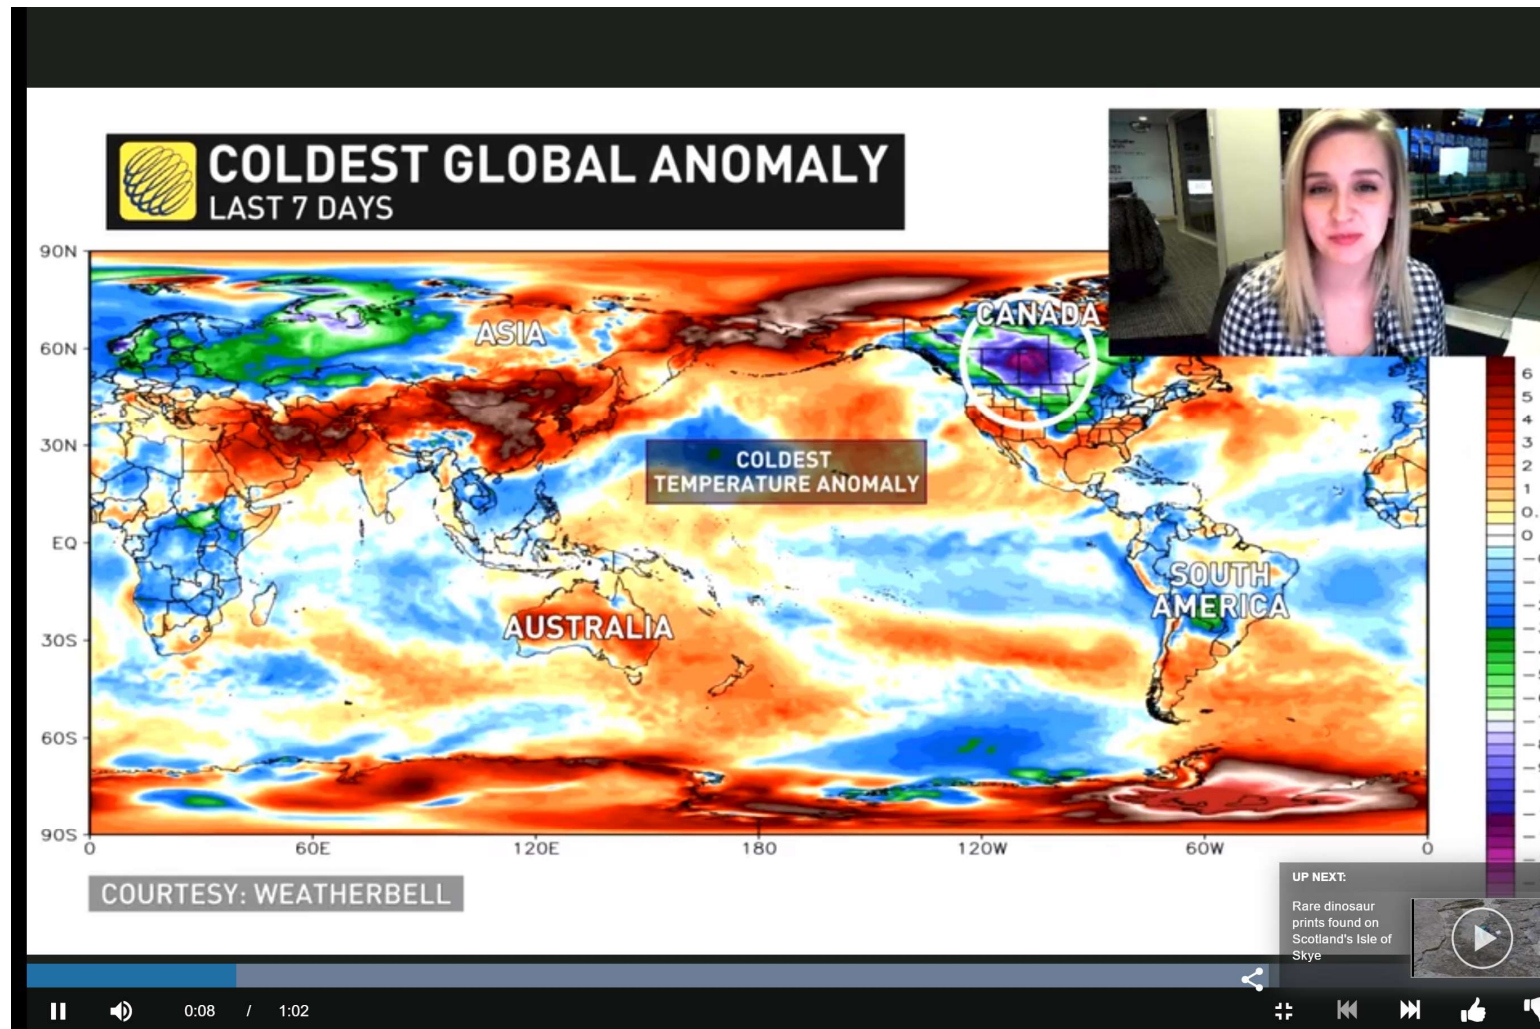 COLDEST GLOBAL ANOMALY
LAST 7 DAYS
90N
60N
30N
EQ
30S
60S
90S
0
60E
120E
180
120W
60W
0
ASIA
CANADA
COLDEST
TEMPERATURE ANOMALY
AUSTRALIA
SOUTH
AMERICA
6
5
4
3
2
1
0.
0
COURTESY: WEATHERBELL
UP NEXT:
Rare dinosaur
prints found on
Scotland's Isle of
Skye
0:08 / 1:02